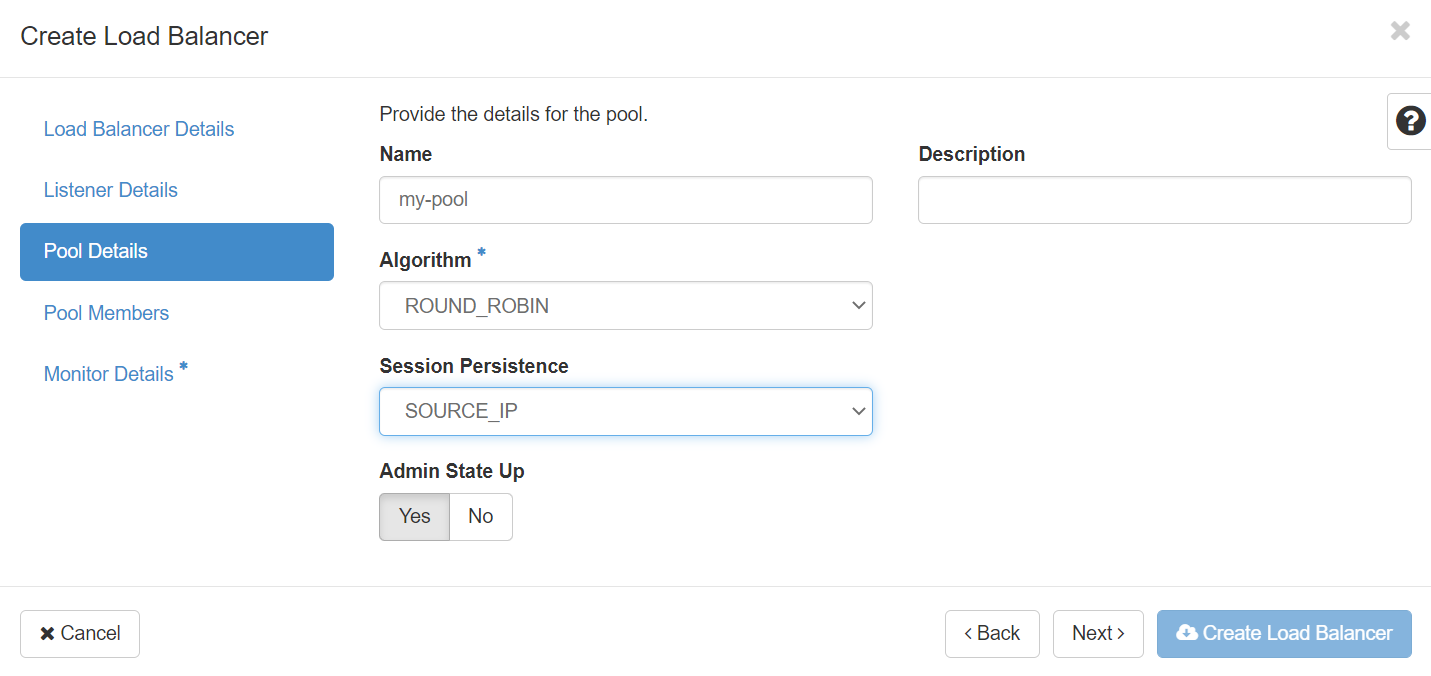 Create Load Balancer
Load Balancer Details
Listener Details
Pool Details
Pool Members
Monitor Details *
Provide the details for the pool.
Name
my-pool
Description
Algorithm *
ROUND_ROBIN
Session Persistence
SOURCE_IP
Admin State Up
Yes No
Cancel
Back
Next
Create Load Balancer